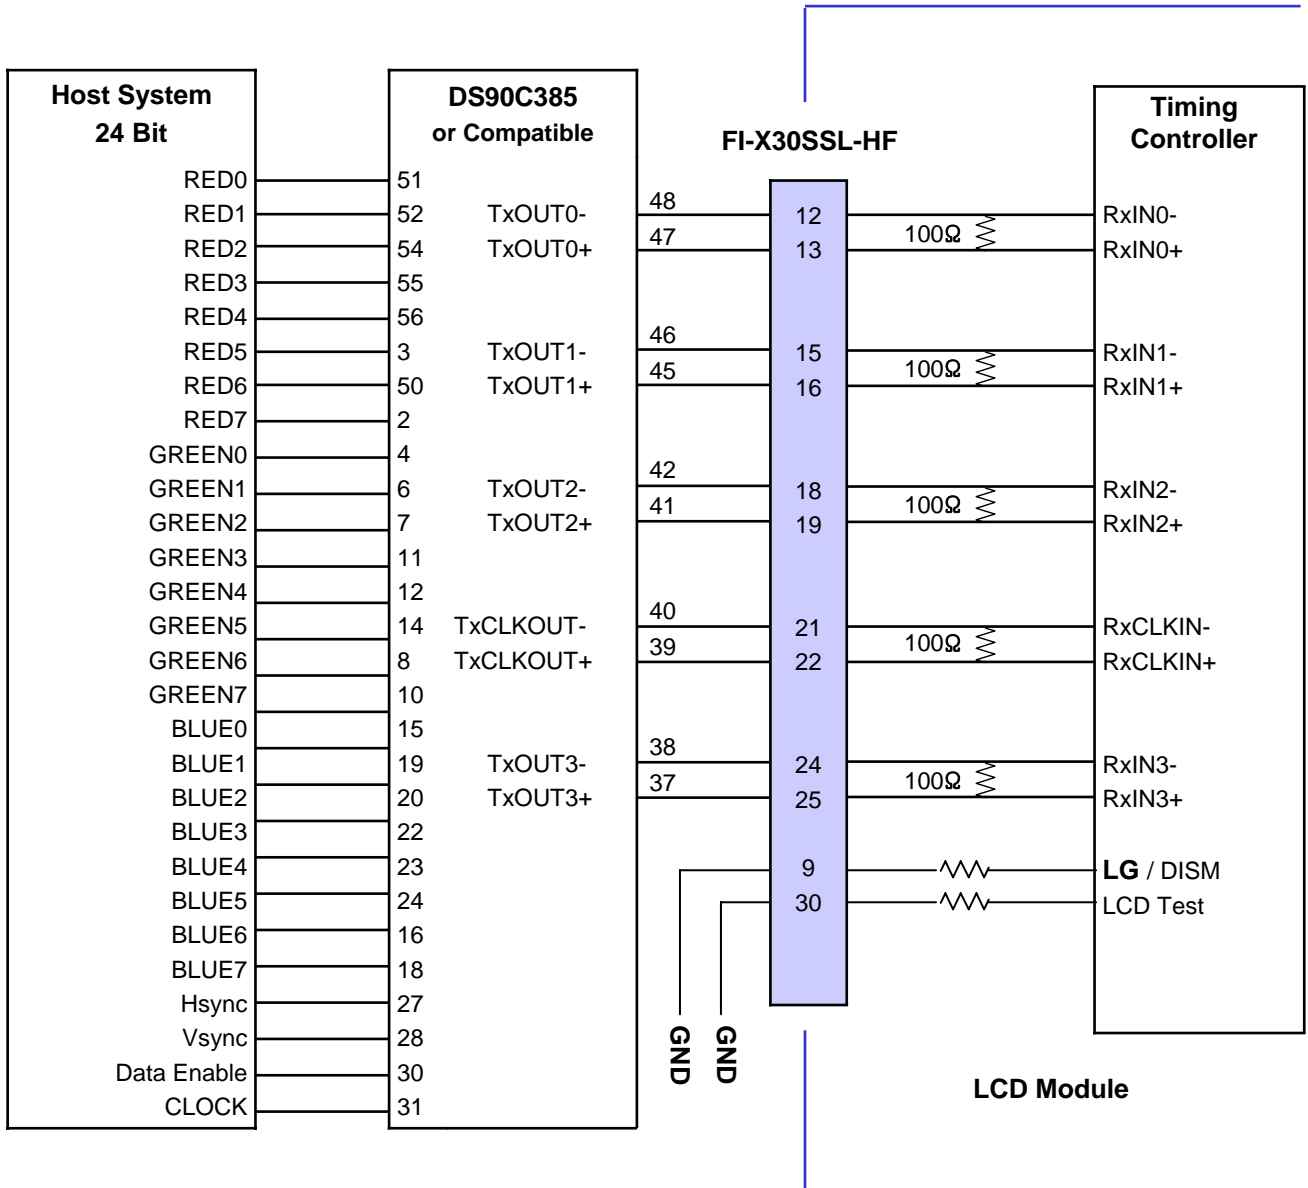 Host System
24 Bit
DS90C385
or Compatible
FI-X30SSL-HF
Timing
Controller
RED0 51
RED1 52 TxOUT0- 48 12 RxIN0-
100Ω
RED2 54 TxOUT0+ 47 13 RxIN0+
RED3 55
RED4 56
RED5 3 TxOUT1- 46 15 RxIN1-
100Ω
RED6 50 TxOUT1+ 45 16 RxIN1+
RED7 2
GREEN0 4
GREEN1 6 TxOUT2- 42 18 RxIN2-
100Ω
GREEN2 7 TxOUT2+ 41 19 RxIN2+
GREEN3 11
GREEN4 12
GREEN5 14 TxCLKOUT- 40 21 RxCLKIN-
100Ω
GREEN6 8 TxCLKOUT+ 39 22 RxCLKIN+
GREEN7 10
BLUE0 15
BLUE1 19 TxOUT3- 38 24 RxIN3-
100Ω
BLUE2 20 TxOUT3+ 37 25 RxIN3+
BLUE3 22
BLUE4 23 9 LG / DISM
BLUE5 24 30 LCD Test
BLUE6 16
BLUE7 18
Hsync 27
Vsync 28
Data Enable 30
CLOCK 31
GND
GND
LCD Module